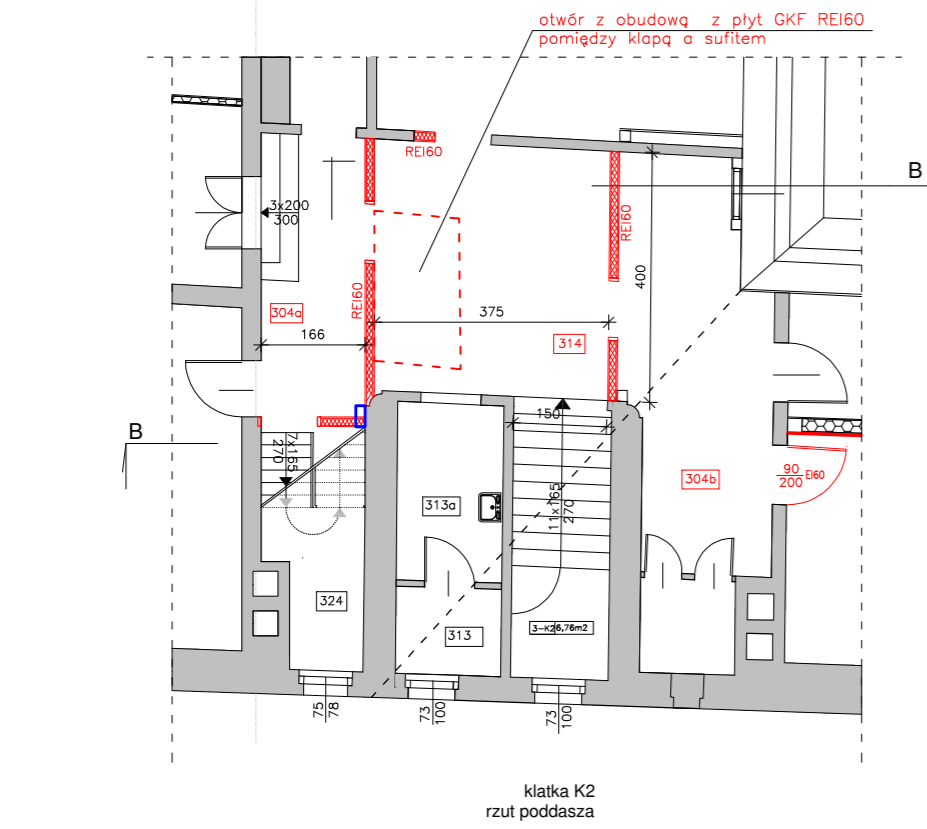 otwór z obudową z płyt GKF REI60
pomiędzy klapą a sufitem
REI60
B
3x200
300
REI60
400
REI60
304a
375
166
314
150
B
7x165
270
90
200
EI60
304b
313a
11x165
270
324
313
3-K2 6,76m2
75
78
73
100
73
100
klatka K2
rzut poddasza